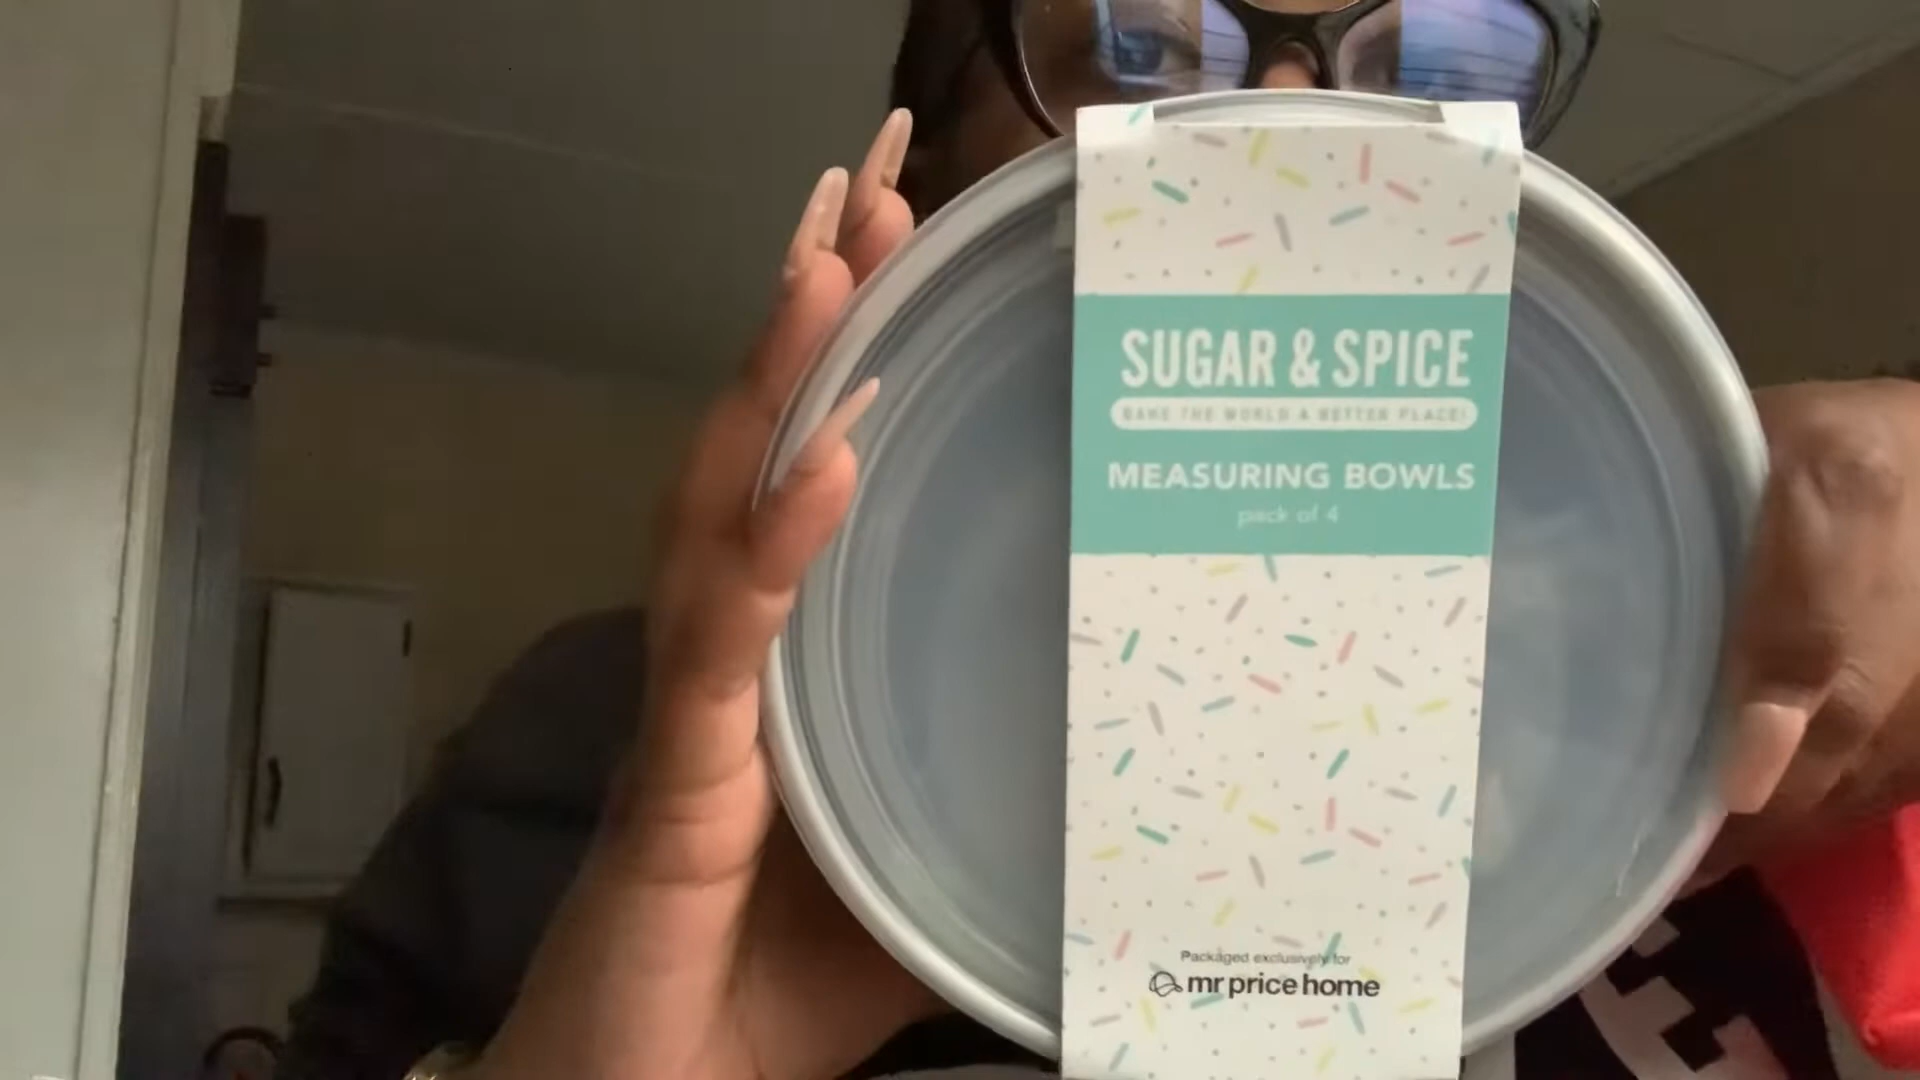 SUGAR & SPICE
BAKE THE WORLD A BETTER PLACE!
MEASURING BOWLS
pack of 4
Packaged exclusively for
mr price home